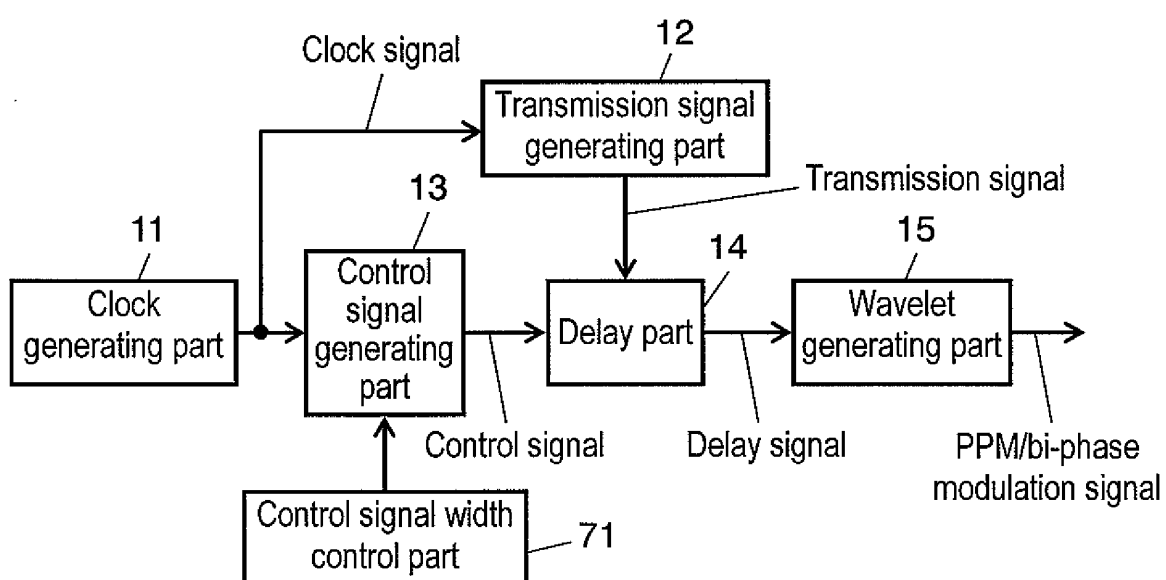 12
Clock signal
Transmission signal
generating part
Transmission signal
13
11
14
15
Clock
generating part
Control
signal
generating
part
Delay part
Wavelet
generating part
Control signal
Delay signal
PPM/bi-phase
modulation signal
Control signal width
control part
71